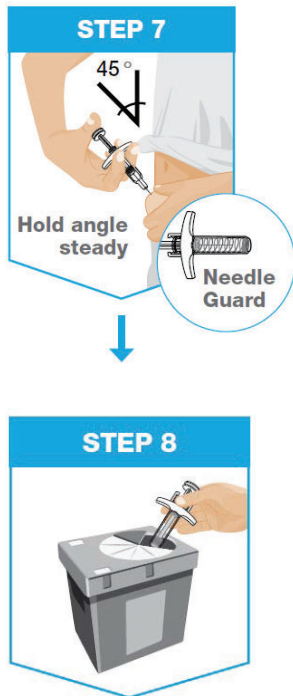 STEP 7
45°
Hold angle
steady
Needle
Guard
STEP 8